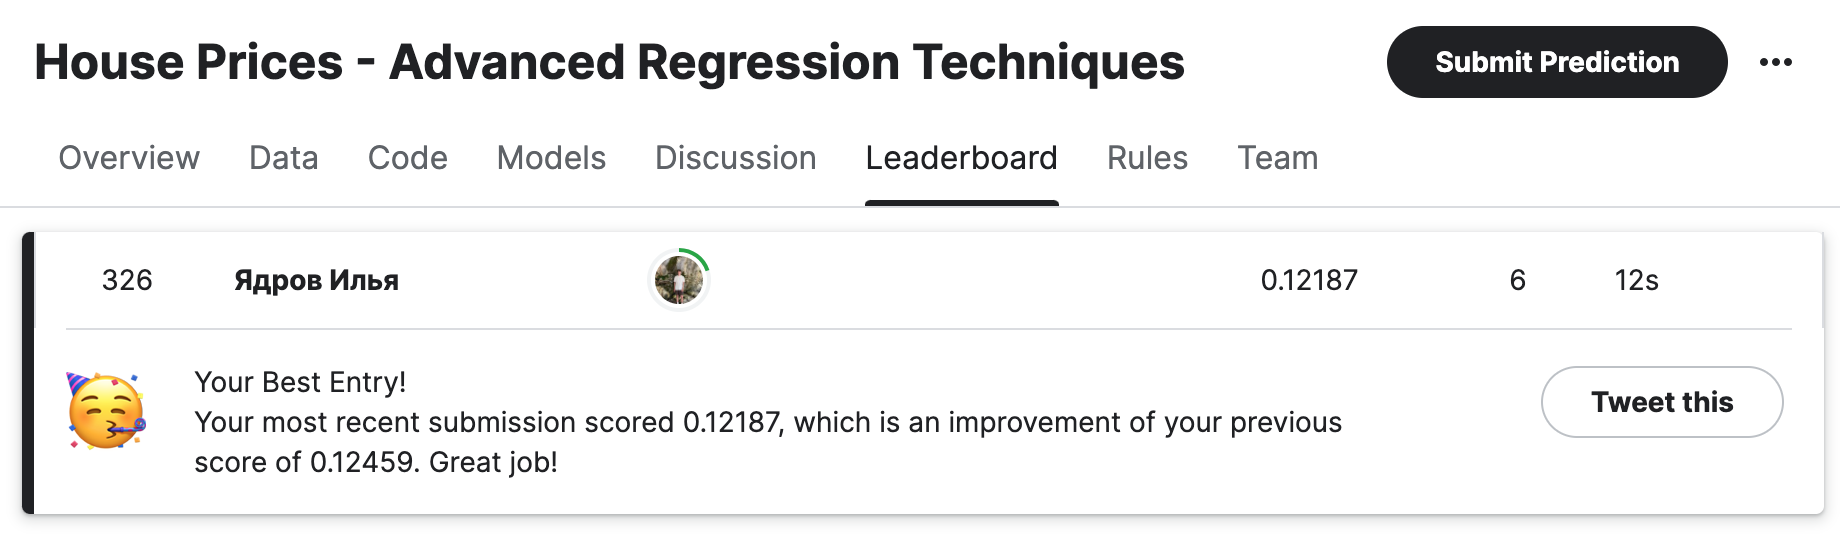 House Prices - Advanced Regression Techniques
Submit Prediction
Overview Data Code Models Discussion Leaderboard Rules Team
326 Ядров Илья 0.12187 6 12s
Your Best Entry!
Your most recent submission scored 0.12187, which is an improvement of your previous
score of 0.12459. Great job!
Tweet this